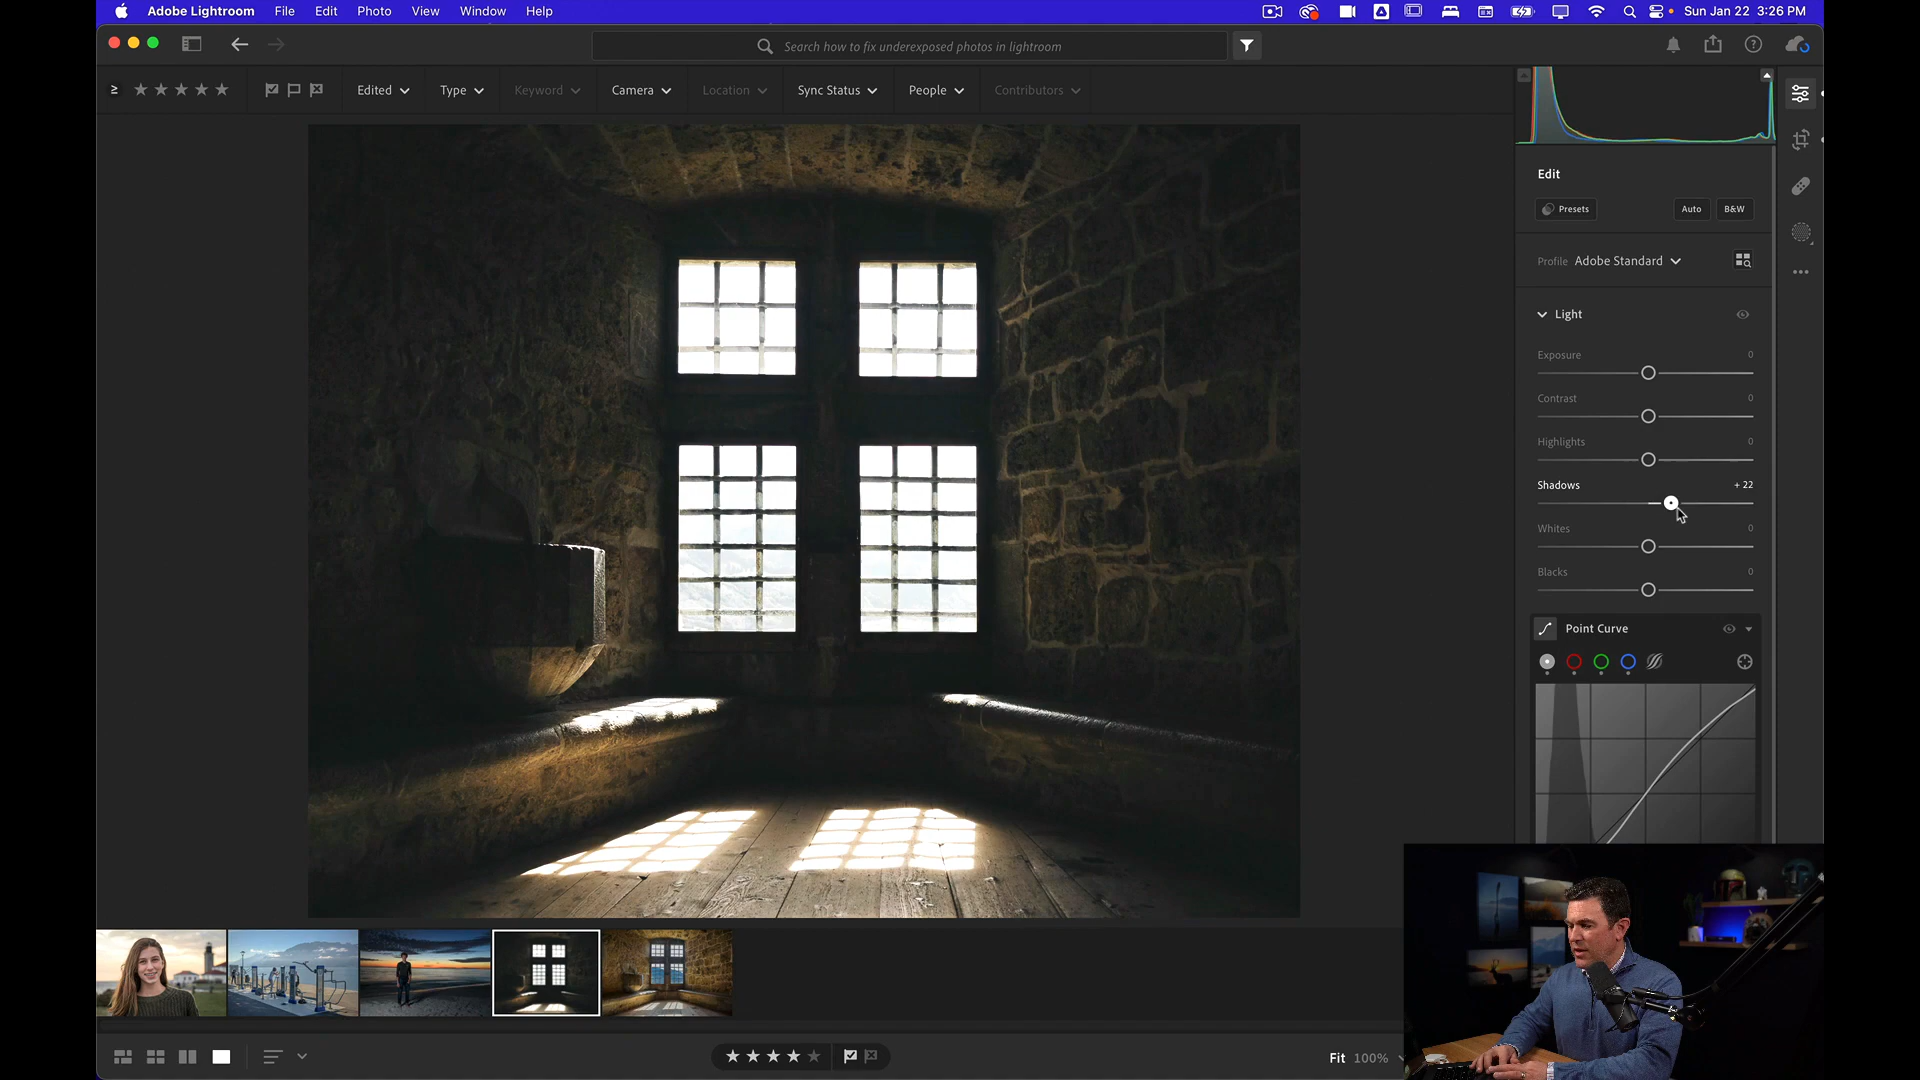 Adobe Lightroom File Edit Photo View Window Help Sun Jan 22 3:26 PM
Search how to fix underexposed photos in lightroom
≥ Edited Type Keyword Camera Location Sync Status People Contributors
Edit
Presets Auto B&W
Profile Adobe Standard
Light
Exposure 0
Contrast 0
Highlights 0
Shadows + 22
Whites 0
Blacks 0
Point Curve
Fit 100%